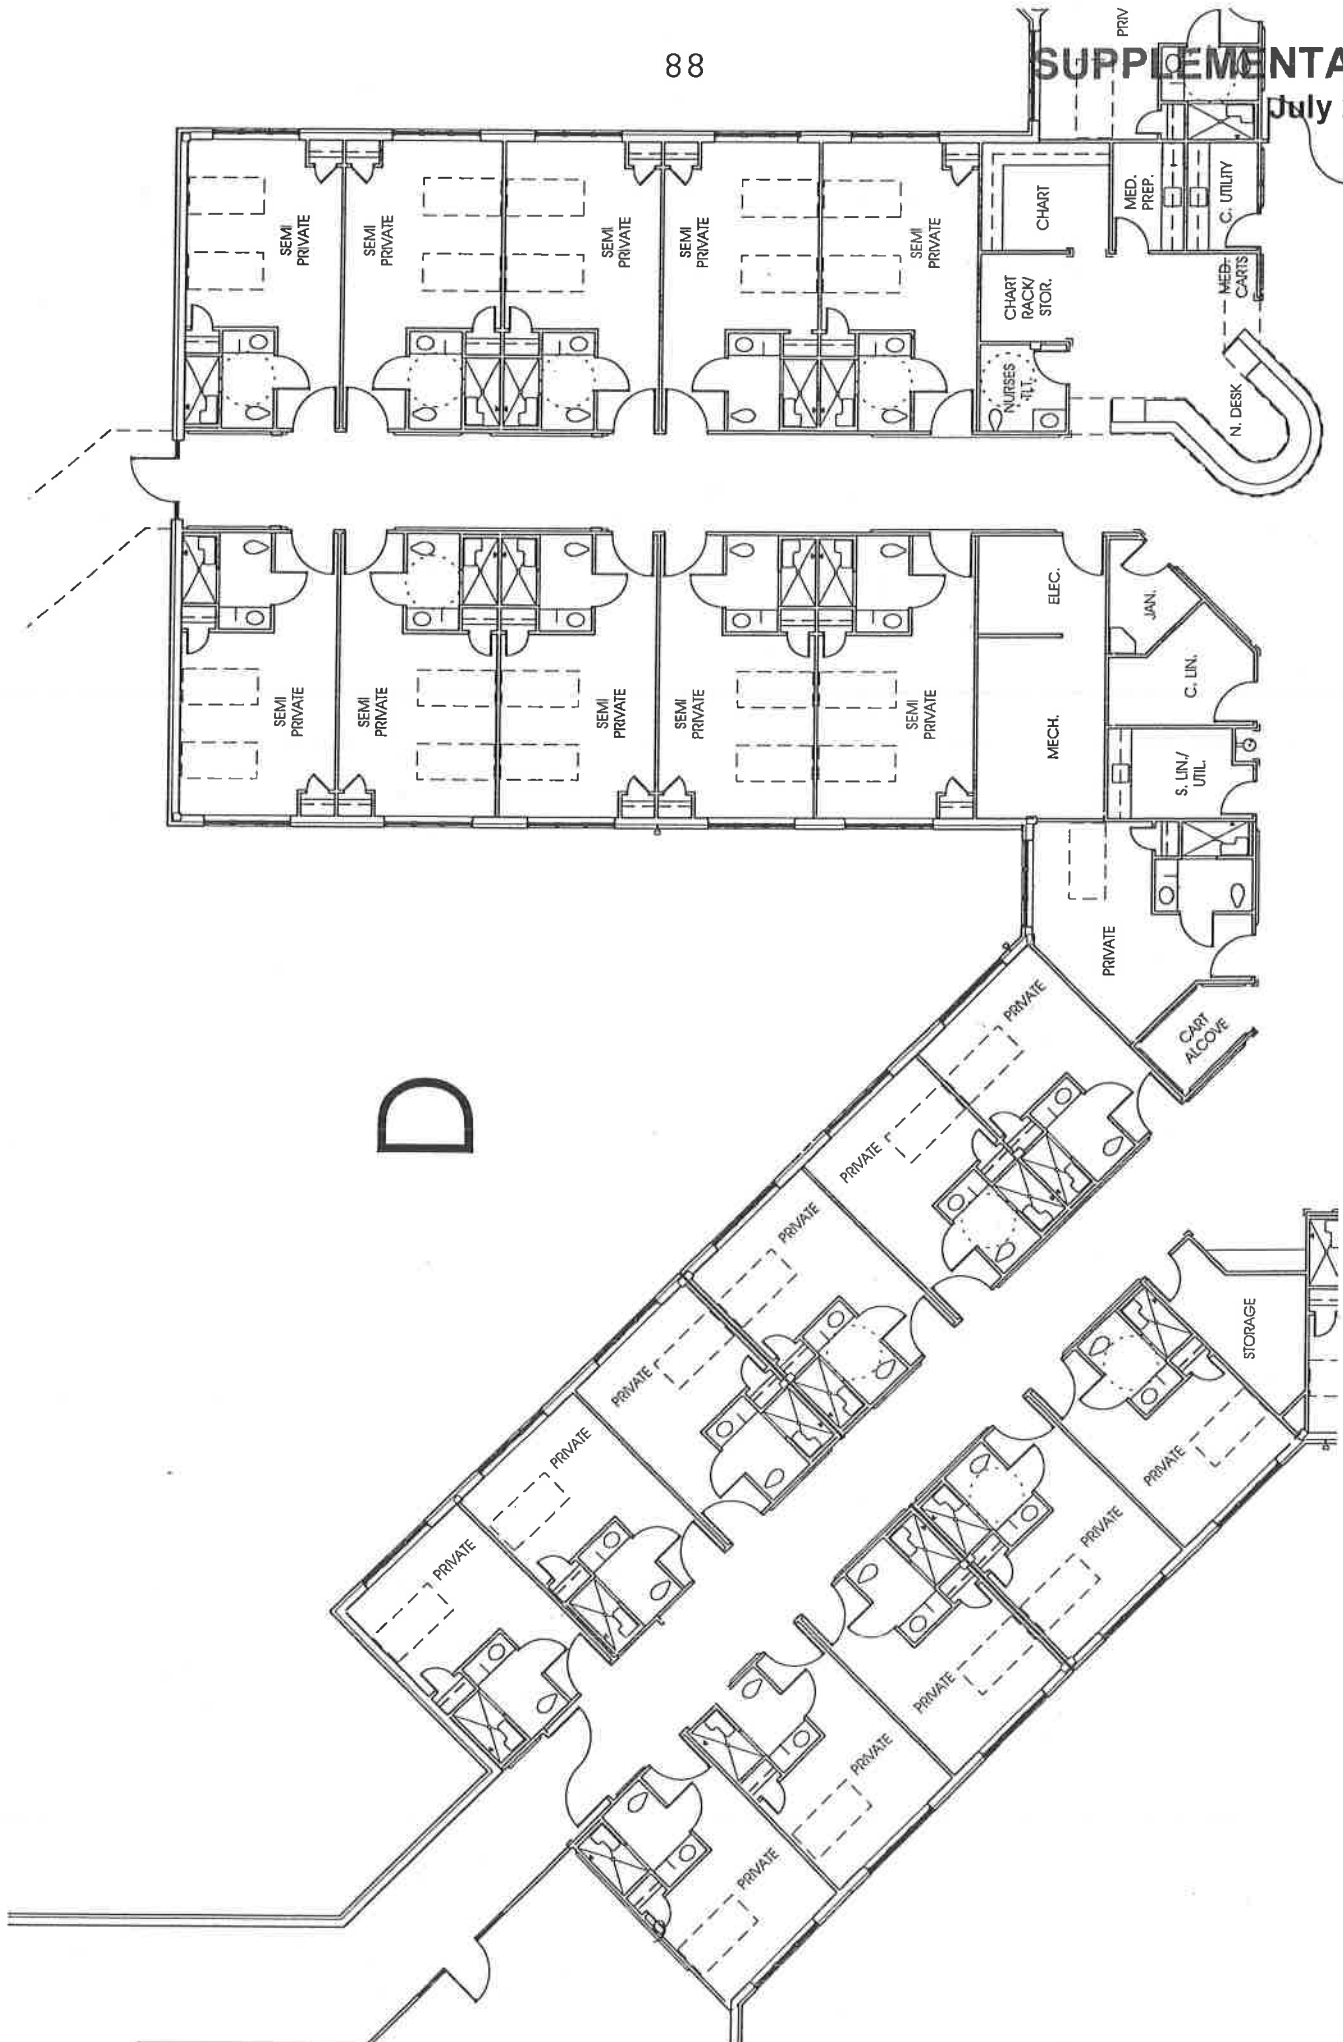 88
SUPPLEMENTA
July
PRIV
SEMI
PRIVATE
SEMI
PRIVATE
SEMI
PRIVATE
SEMI
PRIVATE
SEMI
PRIVATE
CHART
MED.
PREP.
C. UTILITY
CHART
RACK/
STOR.
MED.
CARTS
NURSES
TLT.
N. DESK
SEMI
PRIVATE
SEMI
PRIVATE
SEMI
PRIVATE
SEMI
PRIVATE
SEMI
PRIVATE
ELEC.
MECH.
JAN.
C. LIN.
S. LIN./
UTIL.
PRIVATE
CART
ALCOVE
D
PRIVATE
PRIVATE
PRIVATE
PRIVATE
PRIVATE
PRIVATE
STORAGE
PRIVATE
PRIVATE
PRIVATE
PRIVATE
PRIVATE